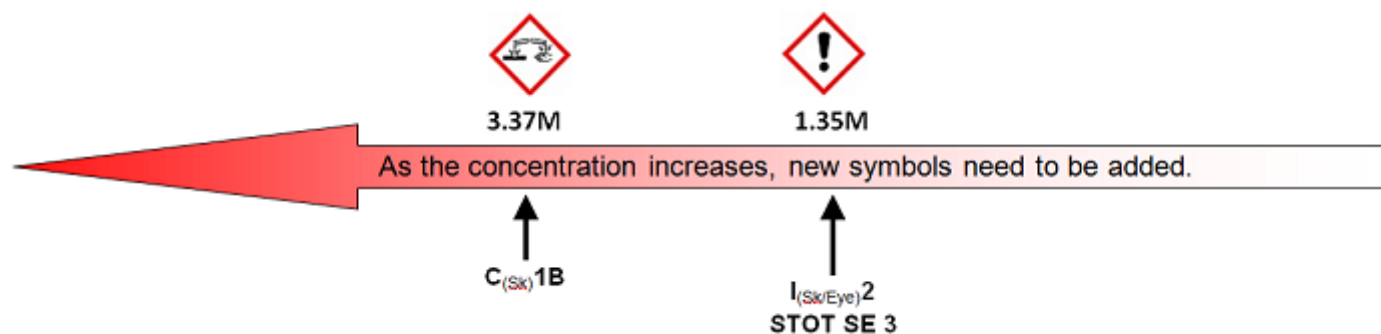 3.37M 1.35M
As the concentration increases, new symbols need to be added.
C(Sk)1B
I(Sk/Eye)2
STOT SE 3